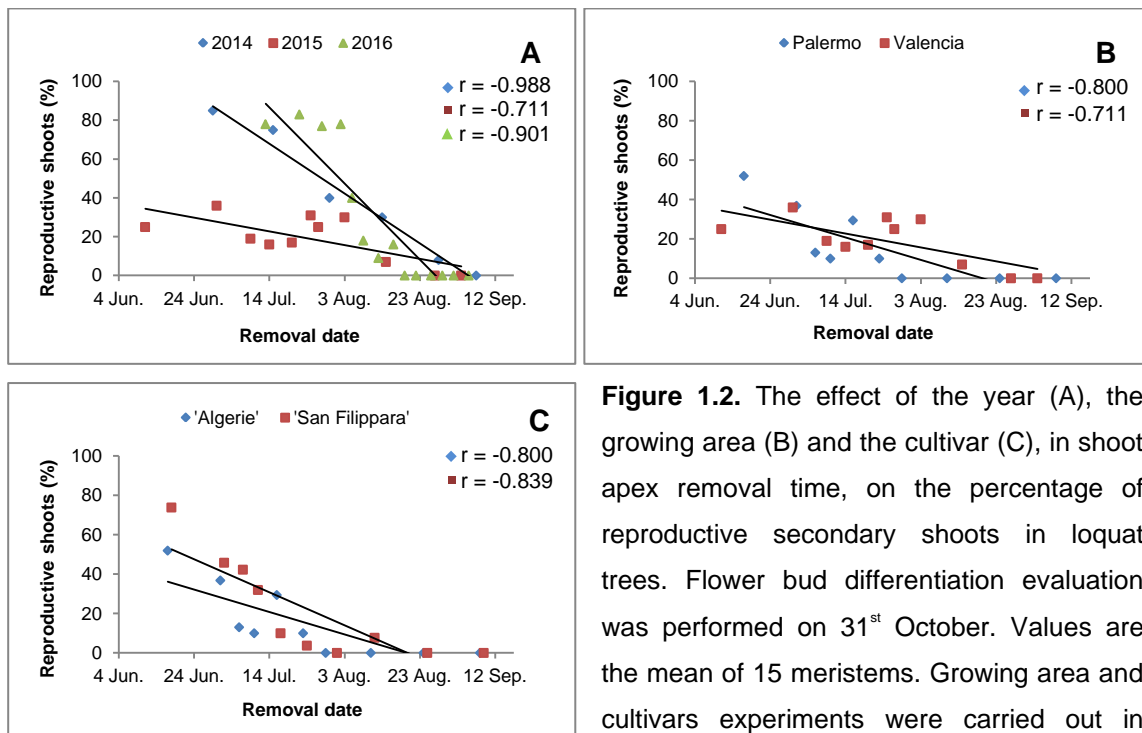 2014 2015 2016
A
r = -0.988
r = -0.711
r = -0.901
Reproductive shoots (%)
100
80
60
40
20
0
4 Jun. 24 Jun. 14 Jul. 3 Aug. 23 Aug. 12 Sep.
Removal date
Palermo Valencia
B
r = -0.800
r = -0.711
Reproductive shoots (%)
100
80
60
40
20
0
4 Jun. 24 Jun. 14 Jul. 3 Aug. 23 Aug. 12 Sep.
Removal date
'Algerie' 'San Filippara'
C
r = -0.800
r = -0.839
Reproductive shoots (%)
100
80
60
40
20
0
4 Jun. 24 Jun. 14 Jul. 3 Aug. 23 Aug. 12 Sep.
Removal date
Figure 1.2. The effect of the year (A), the
growing area (B) and the cultivar (C), in shoot
apex removal time, on the percentage of
reproductive secondary shoots in loquat
trees. Flower bud differentiation evaluation
was performed on 31st October. Values are
the mean of 15 meristems. Growing area and
cultivars experiments were carried out in